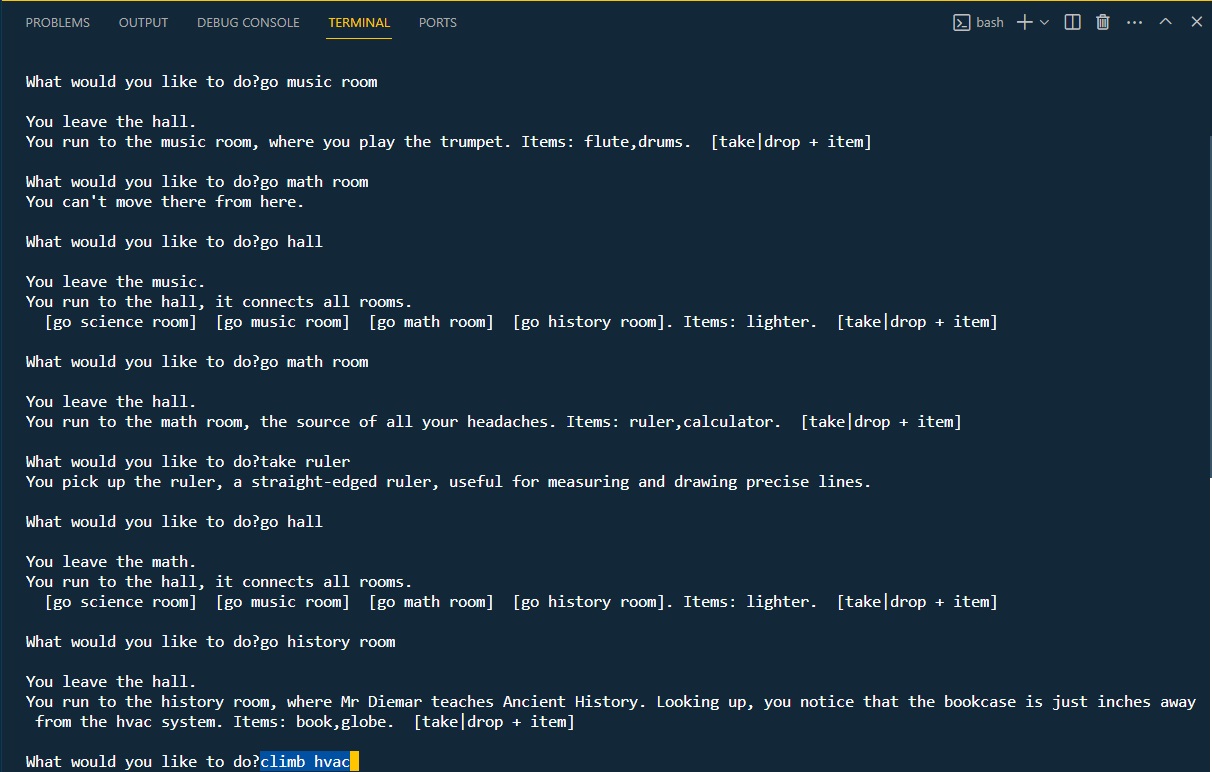 PROBLEMS OUTPUT DEBUG CONSOLE TERMINAL PORTS bash
What would you like to do?go music room
You leave the hall.
You run to the music room, where you play the trumpet. Items: flute,drums.  [take|drop + item]
What would you like to do?go math room
You can't move there from here.
What would you like to do?go hall
You leave the music.
You run to the hall, it connects all rooms.
[go science room]  [go music room]  [go math room]  [go history room]. Items: lighter.  [take|drop + item]
What would you like to do?go math room
You leave the hall.
You run to the math room, the source of all your headaches. Items: ruler,calculator.  [take|drop + item]
What would you like to do?take ruler
You pick up the ruler, a straight-edged ruler, useful for measuring and drawing precise lines.
What would you like to do?go hall
You leave the math.
You run to the hall, it connects all rooms.
[go science room]  [go music room]  [go math room]  [go history room]. Items: lighter.  [take|drop + item]
What would you like to do?go history room
You leave the hall.
You run to the history room, where Mr Diemar teaches Ancient History. Looking up, you notice that the bookcase is just inches away
from the hvac system. Items: book,globe.  [take|drop + item]
What would you like to do?climb hvac